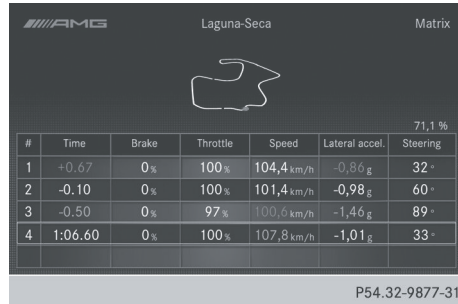 AMG Laguna-Seca Matrix
71,1 %
# Time Brake Throttle Speed Lateral accel. Steering
1 +0.67 0% 100% 104,4 km/h -0,86 g 32°
2 -0.10 0% 100% 101,4 km/h -0,98 g 60°
3 -0.50 0% 97% 100,6 km/h -1,46 g 89°
4 1:06.60 0% 100% 107,8 km/h -1,01 g 33°
P54.32-9877-31